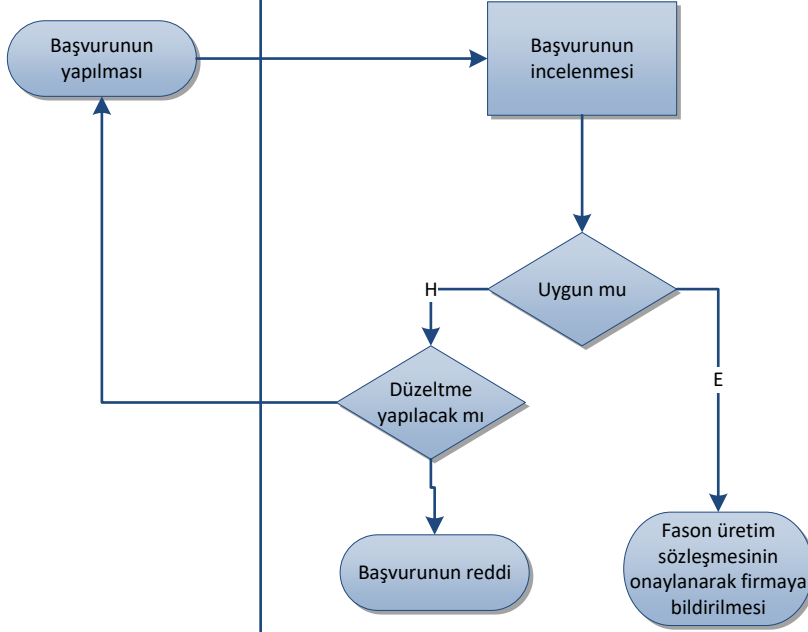 Başvurunun
yapılması
Başvurunun
incelenmesi
Uygun mu
H
E
Düzeltme
yapılacak mı
Başvurunun reddi
Fason üretim
sözleşmesinin
onaylanarak firmaya
bildirilmesi